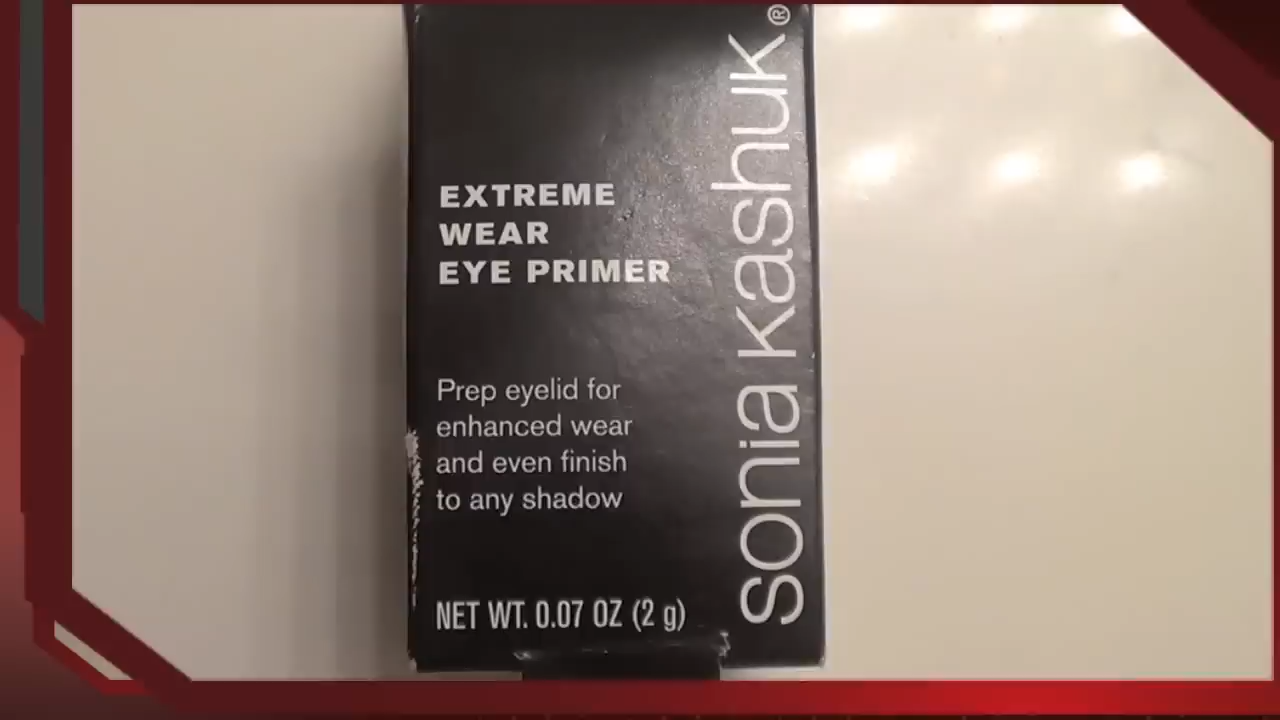 EXTREME
WEAR
EYE PRIMER
Prep eyelid for
enhanced wear
and even finish
to any shadow
NET WT. 0.07 OZ (2 g)
sonia kashuk®